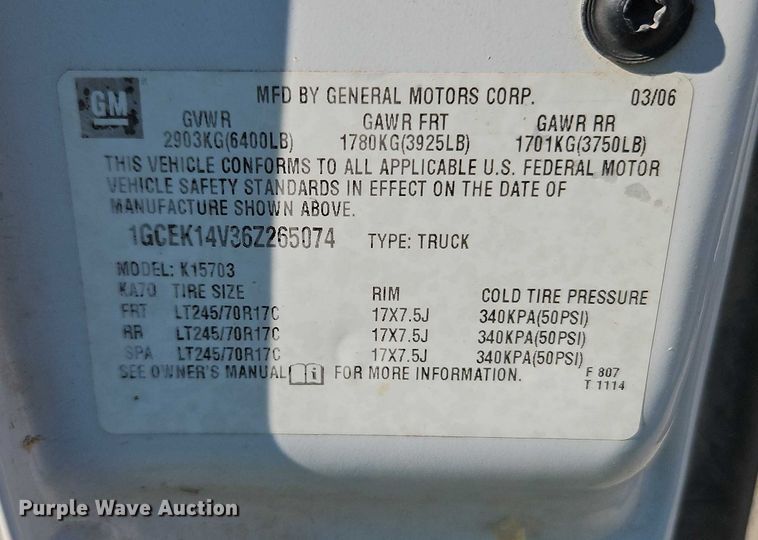 GM MFD BY GENERAL MOTORS CORP. 03/06
GVWR GAWR FRT GAWR RR
2903KG(6400LB) 1780KG(3925LB) 1701KG(3750LB)
THIS VEHICLE CONFORMS TO ALL APPLICABLE U.S. FEDERAL MOTOR
VEHICLE SAFETY STANDARDS IN EFFECT ON THE DATE OF
MANUFACTURE SHOWN ABOVE.
1GCEK14V36Z265074 TYPE: TRUCK
MODEL: K15703
KA70 TIRE SIZE RIM COLD TIRE PRESSURE
FRT LT245/70R17C 17X7.5J 340KPA(50PSI)
RR LT245/70R17C 17X7.5J 340KPA(50PSI)
SPA LT245/70R17C 17X7.5J 340KPA(50PSI)
SEE OWNER'S MANUAL i FOR MORE INFORMATION. F 807
T 1114
Purple Wave Auction